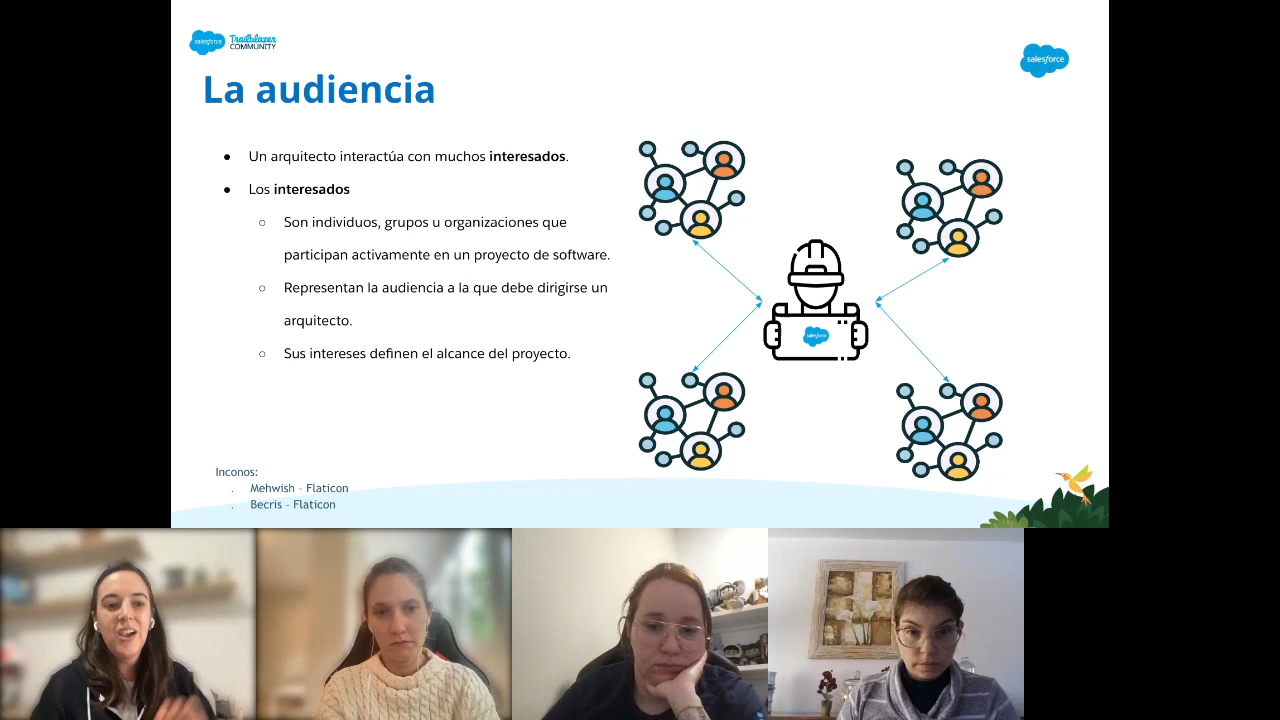 salesforce
Trailblazer
COMMUNITY
salesforce
La audiencia
● Un arquitecto interactúa con muchos interesados.
● Los interesados
○ Son individuos, grupos u organizaciones que
participan activamente en un proyecto de software.
○ Representan la audiencia a la que debe dirigirse un
arquitecto.
○ Sus intereses definen el alcance del proyecto.
salesforce
Inconos:
. Mehwish - Flaticon
. Becris - Flaticon